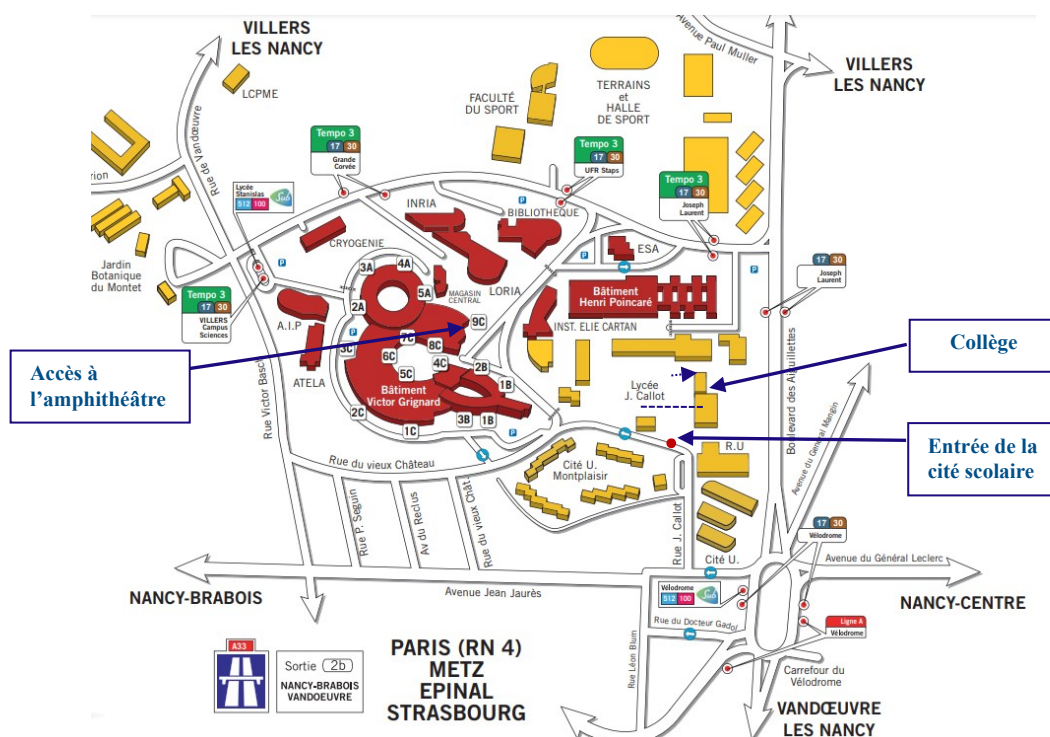 VILLERS
LES NANCY
LCPME
Rue de Vandœuvre
Avenue Paul Muller
VILLERS
LES NANCY
TERRAINS
et
HALLE
DE SPORT
FACULTÉ
DU SPORT
Tempo 3
17 30
Grande
Corvée
Tempo 3
17 30
UFR Staps
Tempo 3
17 30
Joseph
Laurent
Lycée
Stanislas
512 100 Sub
INRIA
P
BIBLIOTHEQUE
CRYOGENIE
ESA
P
P
P
17 30
Joseph
Laurent
Jardin
Botanique
du Montet
3A
4A
5A
2A
MAGASIN
CENTRAL
LORIA
Bâtiment
Henri Poincaré
Tempo 3
17 30
VILLERS
Campus
Sciences
A.I.P
P
9C
INST. ELIE CARTAN
7C
8C
3C
6C
4C
2B
5C
1B
ATELA
Bâtiment
Victor Grignard
Accès à
l’amphithéâtre
Collège
Lycée
J. Callot
2C
1C
3B
1B
P
Entrée de la
cité scolaire
R.U
Rue Victor Basch
Boulevard des Aiguillettes
Avenue du Général Mangin
Rue du vieux Château
Cité U.
Montplaisir
Rue P. Seguin
Av du Reclus
Rue du vieux Chât.
Rue J. Callot
17 30
Vélodrome
Cité U.
Avenue du Général Leclerc
NANCY-BRABOIS
Avenue Jean Jaurès
Vélodrome
512 100 Sub
NANCY-CENTRE
Rue du Docteur Gadol
Ligne A
Vélodrome
Rue Léon Blum
A33
Sortie 2b
NANCY-BRABOIS
VANDOEUVRE
PARIS (RN 4)
METZ
EPINAL
STRASBOURG
Carrefour du
Vélodrome
VANDŒUVRE
LES NANCY